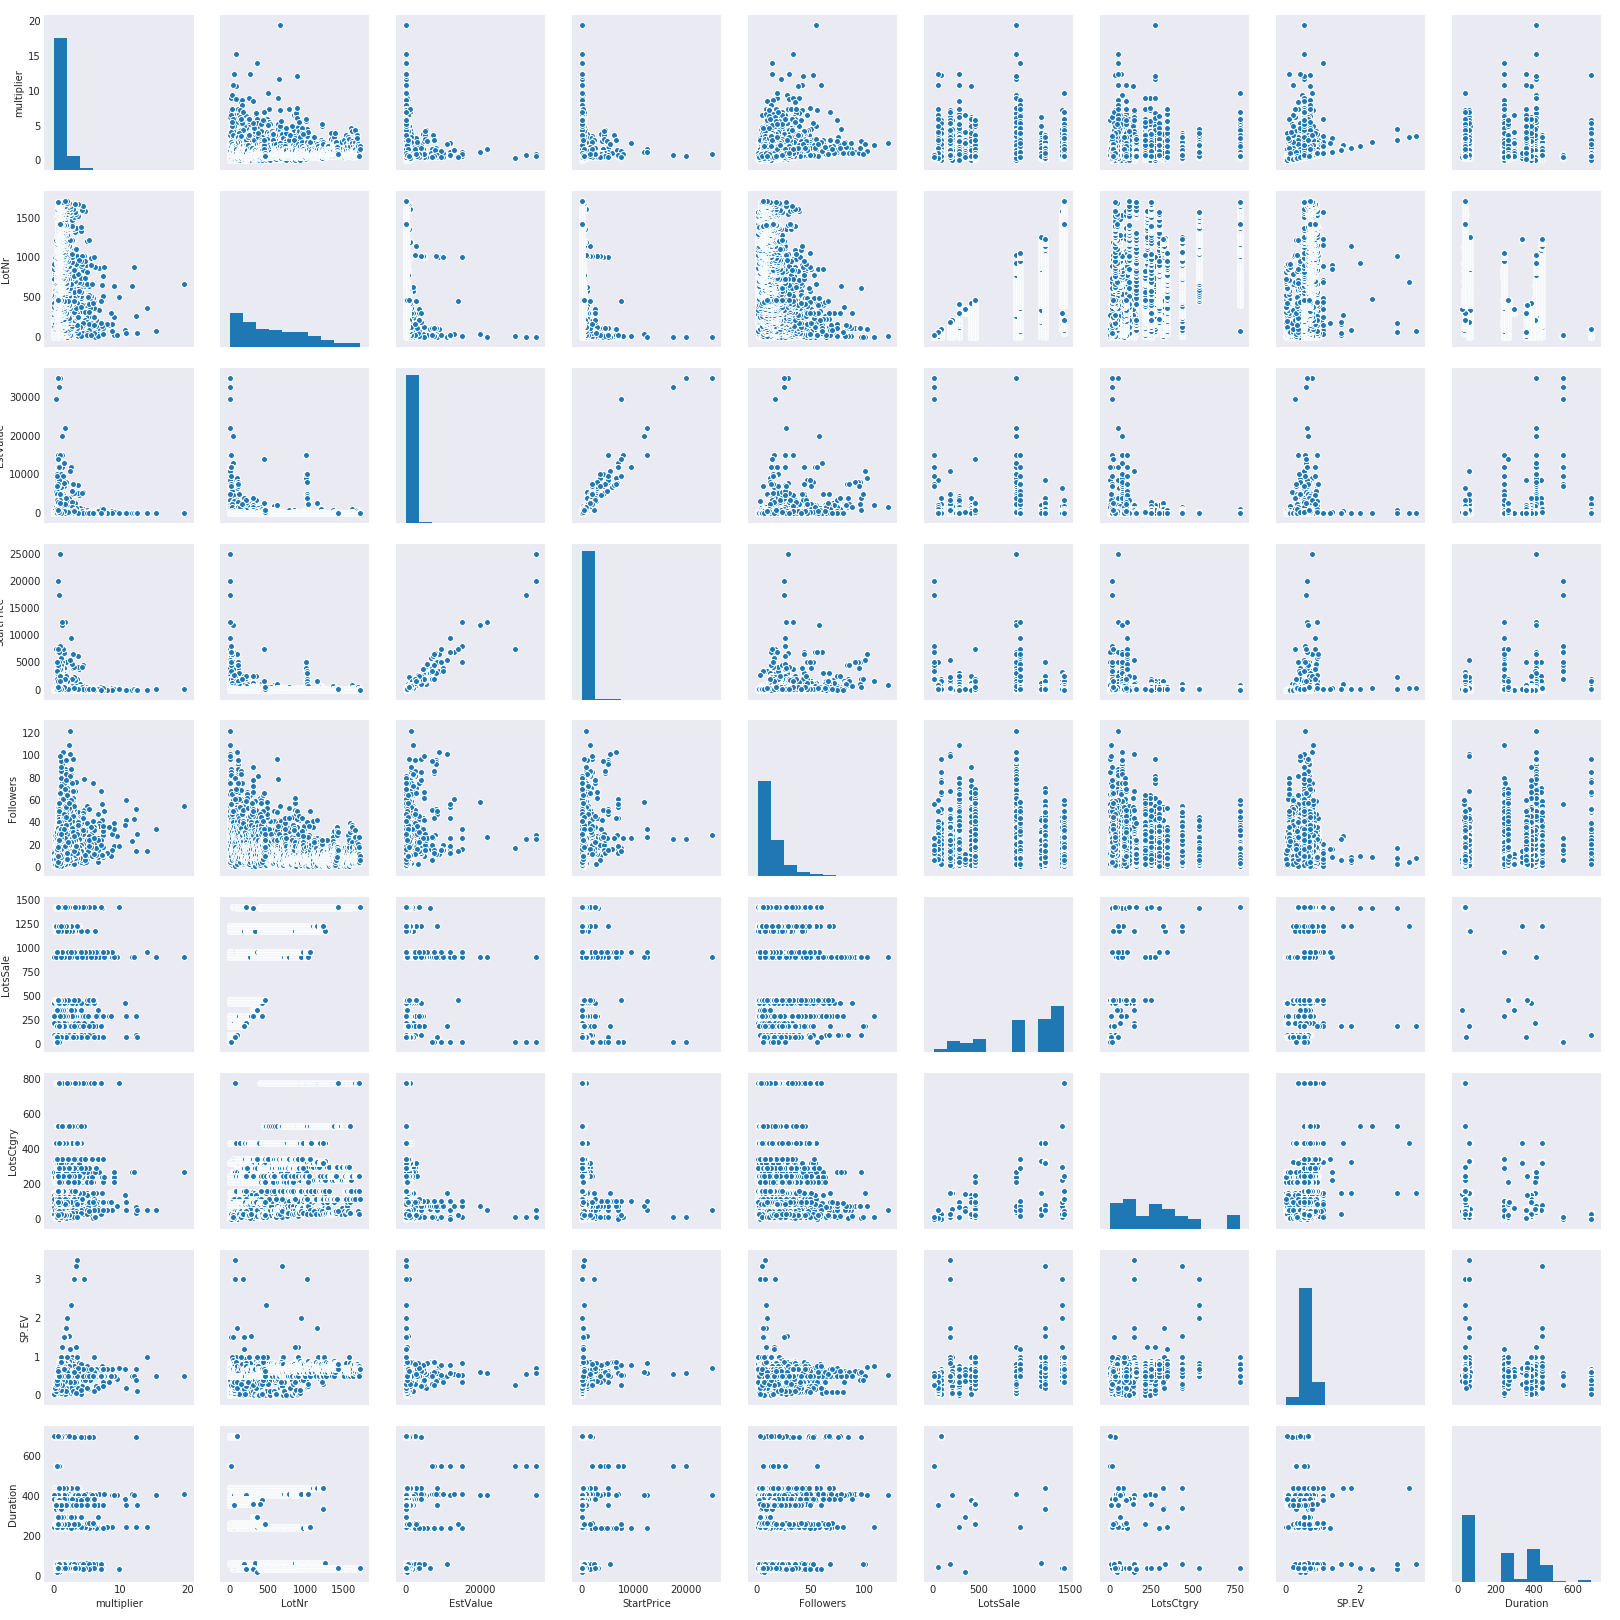 20
15
10
5
0
multiplier
1500
1000
500
0
LotNr
30000
20000
10000
0
EstValue
25000
20000
15000
10000
5000
0
StartPrice
120
100
80
60
40
20
0
Followers
1500
1250
1000
750
500
250
0
LotsSale
800
600
400
200
0
LotsCtgry
3
2
1
0
SP.EV
600
400
200
0
Duration
0 10 20
multiplier
0 500 1000 1500
LotNr
0 20000
EstValue
0 10000 20000
StartPrice
0 50 100
Followers
0 500 1000 1500
LotsSale
0 250 500 750
LotsCtgry
0 2
SP.EV
0 200 400 600
Duration